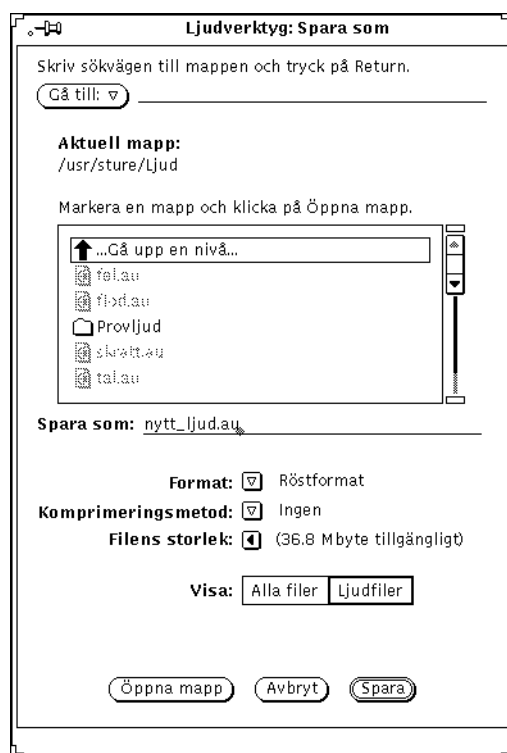 Ljudverktyg: Spara som
Skriv sökvägen till mappen och tryck på Return.
Gå till:
Aktuell mapp:
/usr/sture/Ljud
Markera en mapp och klicka på Öppna mapp.
...Gå upp en nivå...
fel.au
flod.au
Provljud
skratt.au
tal.au
Spara som: nytt_ljud.au
Format: Röstformat
Komprimeringsmetod: Ingen
Filens storlek: (36.8 Mbyte tillgängligt)
Visa: Alla filer Ljudfiler
Öppna mapp Avbryt Spara